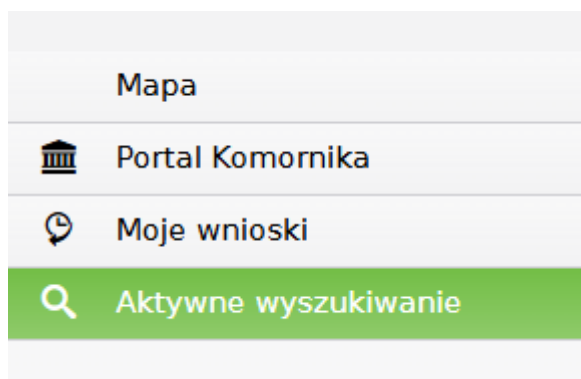 Mapa
Portal Komornika
Moje wnioski
Aktywne wyszukiwanie